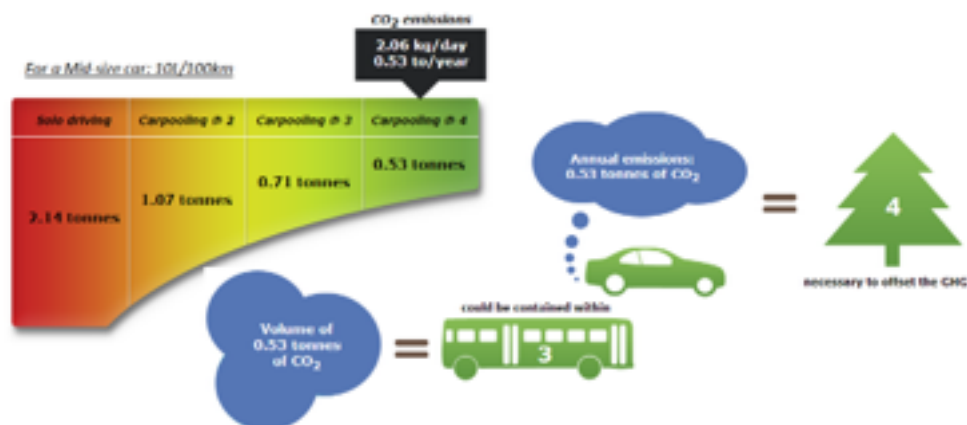 CO₂ emissions
2.06 kg/day
0.53 to/year
For a Mid-size car: 10L/100km
Solo driving
Carpooling @ 2
Carpooling @ 3
Carpooling @ 4
2.14 tonnes
1.07 tonnes
0.71 tonnes
0.53 tonnes
Annual emissions:
0.53 tonnes of CO₂
=
4
necessary to offset the GHG
Volume of
0.53 tonnes
of CO₂
=
could be contained within
3